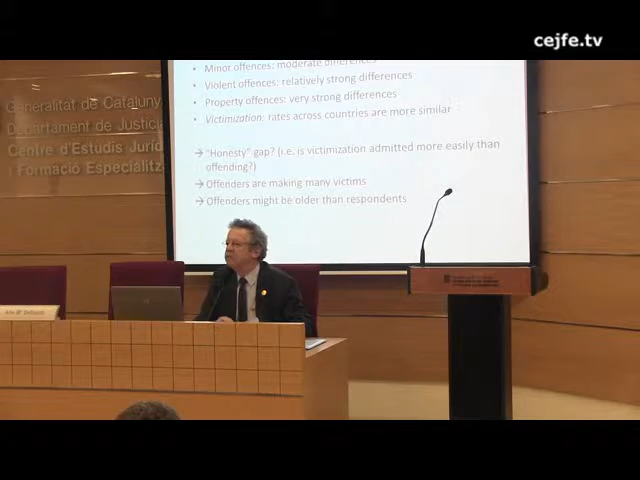 cejfe.tv
Generalitat de Catalunya
Departament de Justícia
Centre d'Estudis Juríd
i Formació Especialitz
• Minor offences: moderate differences
• Violent offences: relatively strong differences
• Property offences: very strong differences
• Victimization: rates across countries are more similar
→ "Honesty" gap? (i.e. is victimization admitted more easily than
offending?)
→ Offenders are making many victims
→ Offenders might be older than respondents